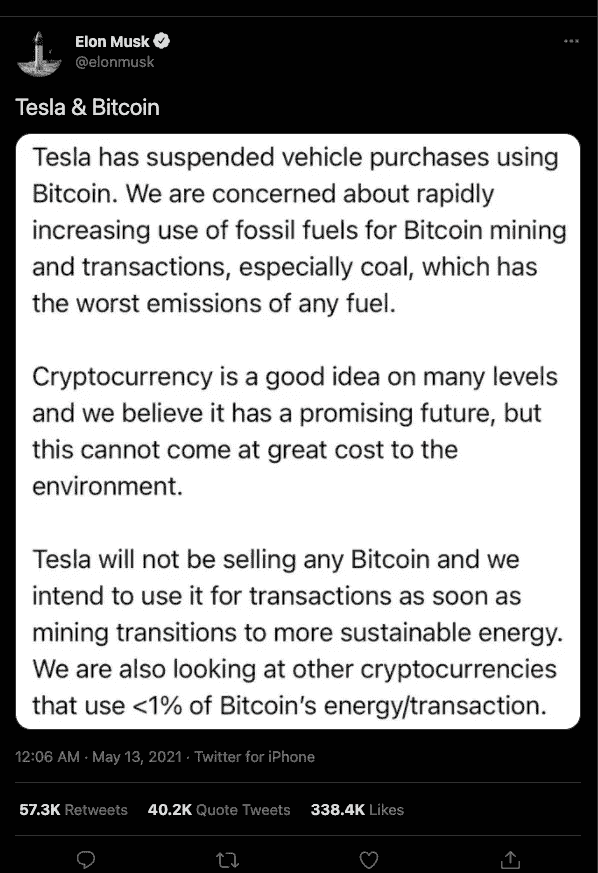 Elon Musk
@elonmusk
Tesla & Bitcoin
Tesla has suspended vehicle purchases using
Bitcoin. We are concerned about rapidly
increasing use of fossil fuels for Bitcoin mining
and transactions, especially coal, which has
the worst emissions of any fuel.
Cryptocurrency is a good idea on many levels
and we believe it has a promising future, but
this cannot come at great cost to the
environment.
Tesla will not be selling any Bitcoin and we
intend to use it for transactions as soon as
mining transitions to more sustainable energy.
We are also looking at other cryptocurrencies
that use <1% of Bitcoin's energy/transaction.
12:06 AM · May 13, 2021 · Twitter for iPhone
57.3K Retweets 40.2K Quote Tweets 338.4K Likes